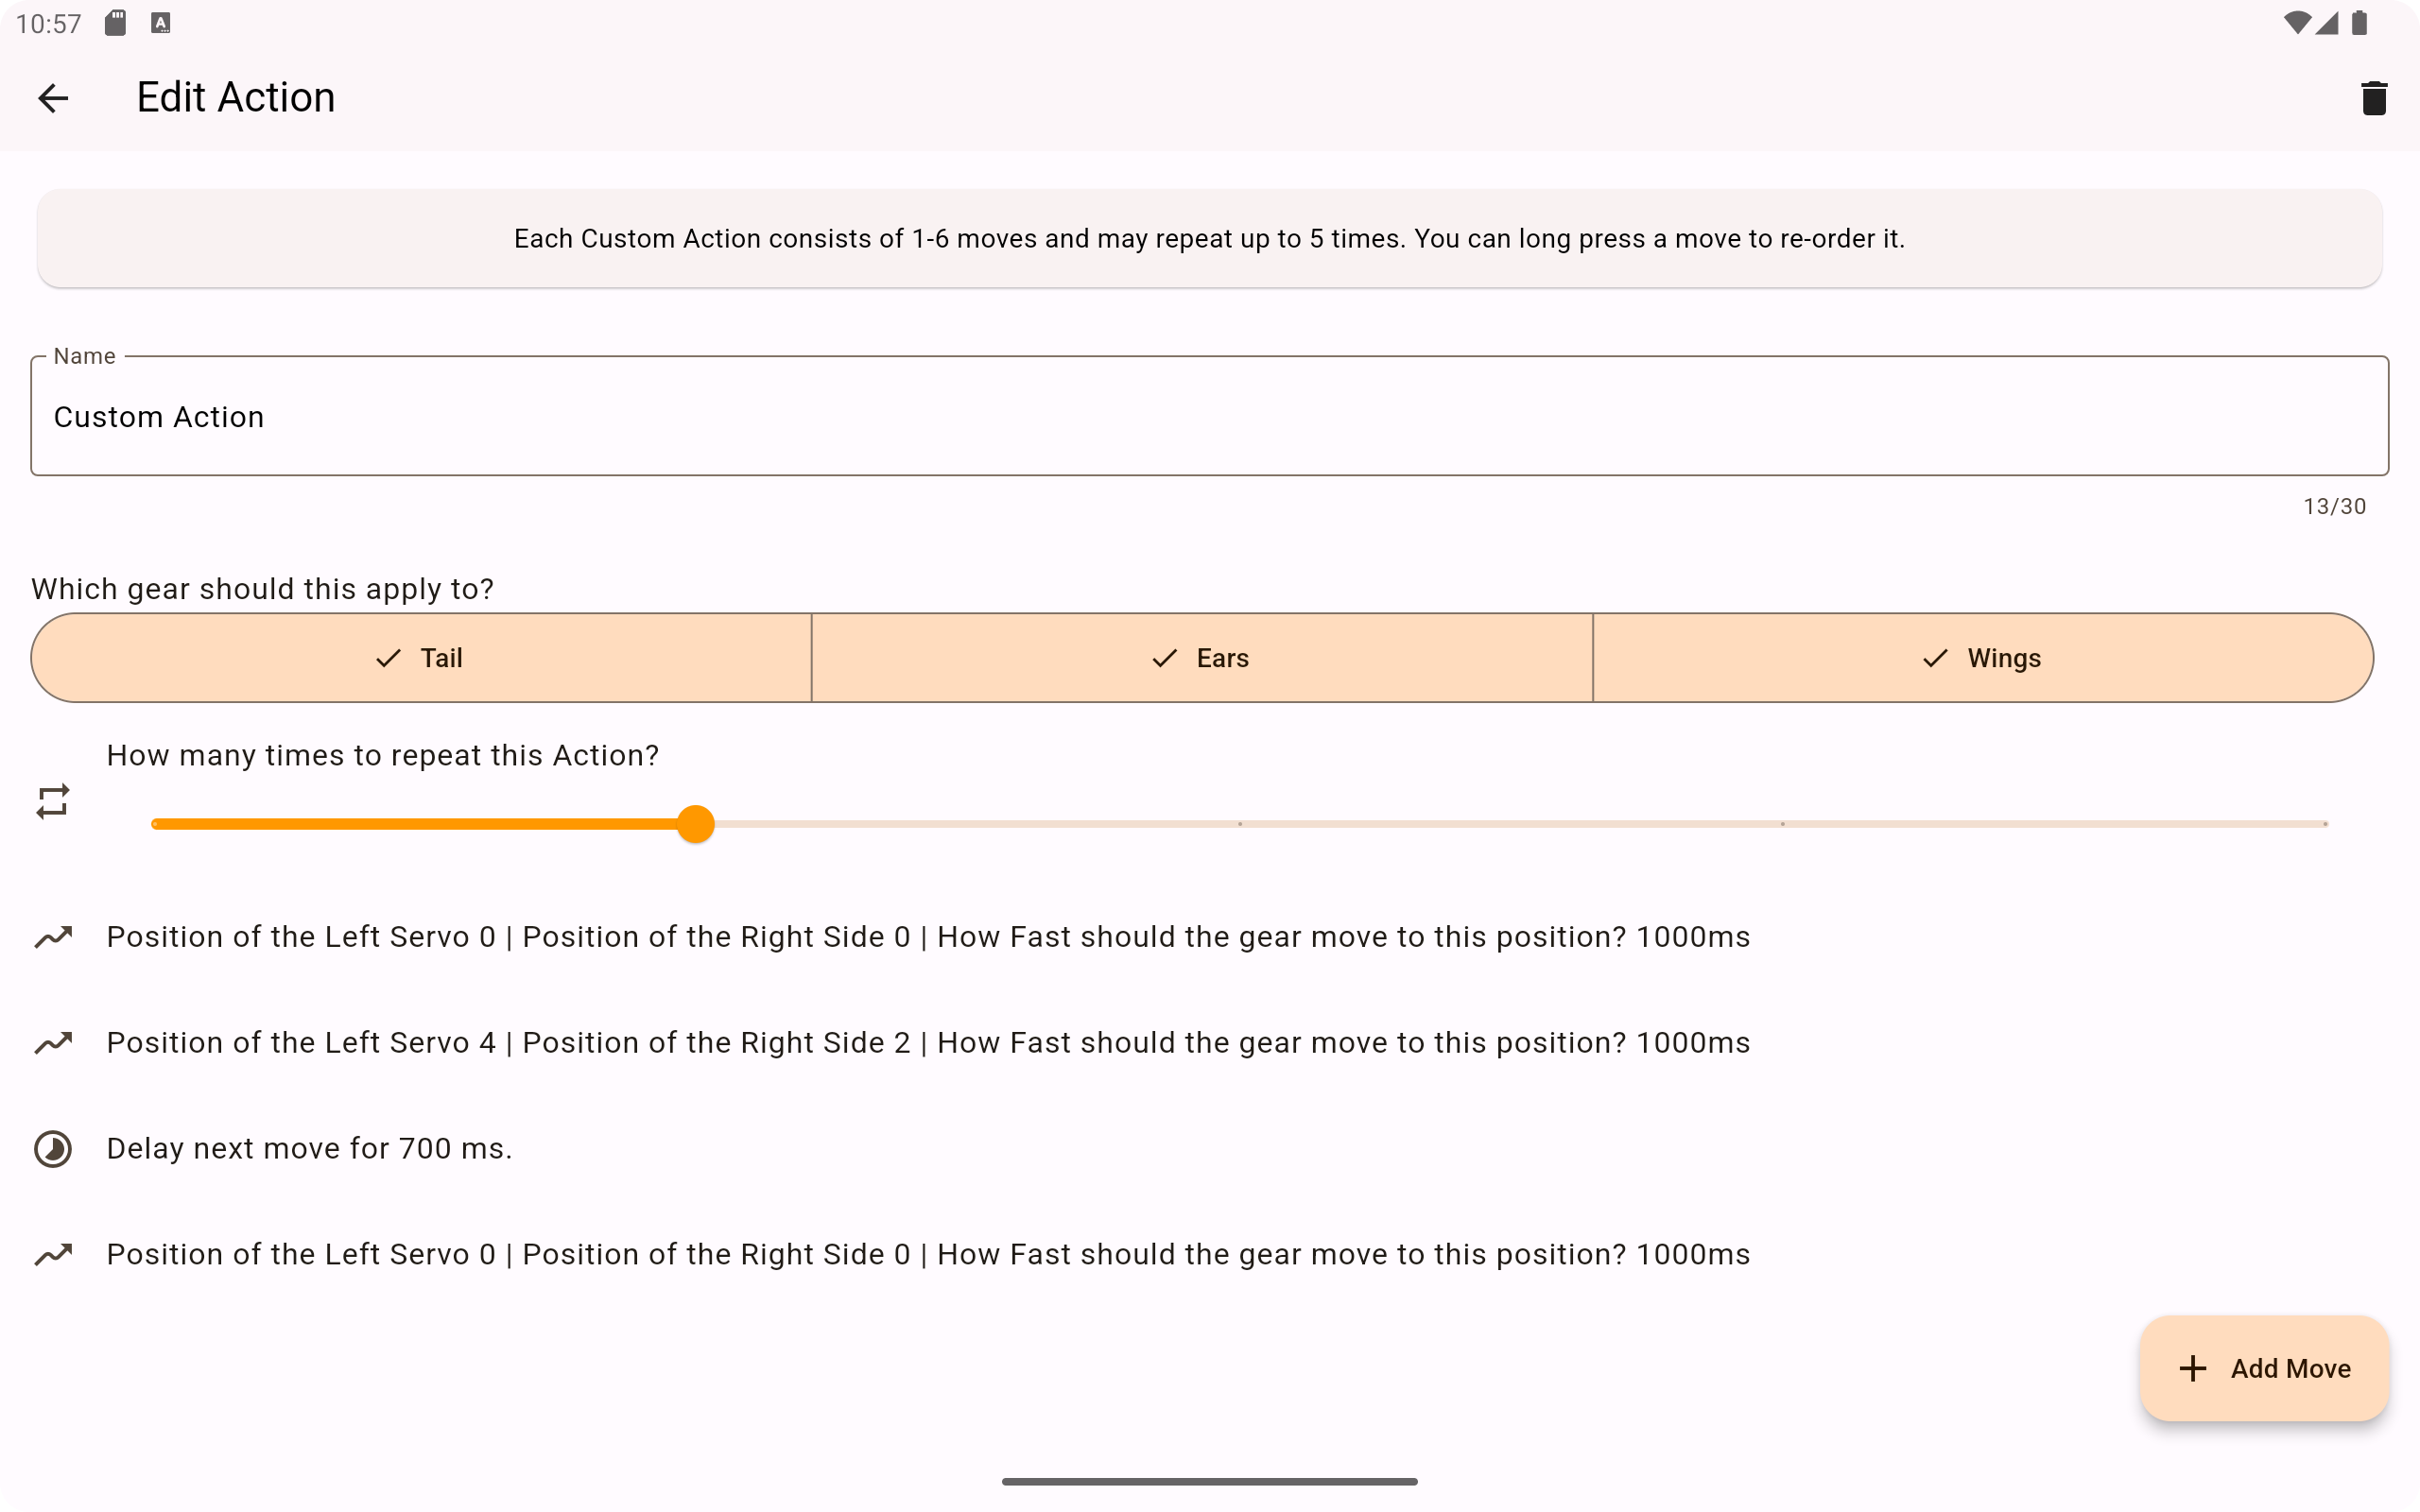 10:57
Edit Action
Each Custom Action consists of 1-6 moves and may repeat up to 5 times. You can long press a move to re-order it.
Name
Custom Action
13/30
Which gear should this apply to?
Tail
Ears
Wings
How many times to repeat this Action?
Position of the Left Servo 0 | Position of the Right Side 0 | How Fast should the gear move to this position? 1000ms
Position of the Left Servo 4 | Position of the Right Side 2 | How Fast should the gear move to this position? 1000ms
Delay next move for 700 ms.
Position of the Left Servo 0 | Position of the Right Side 0 | How Fast should the gear move to this position? 1000ms
Add Move